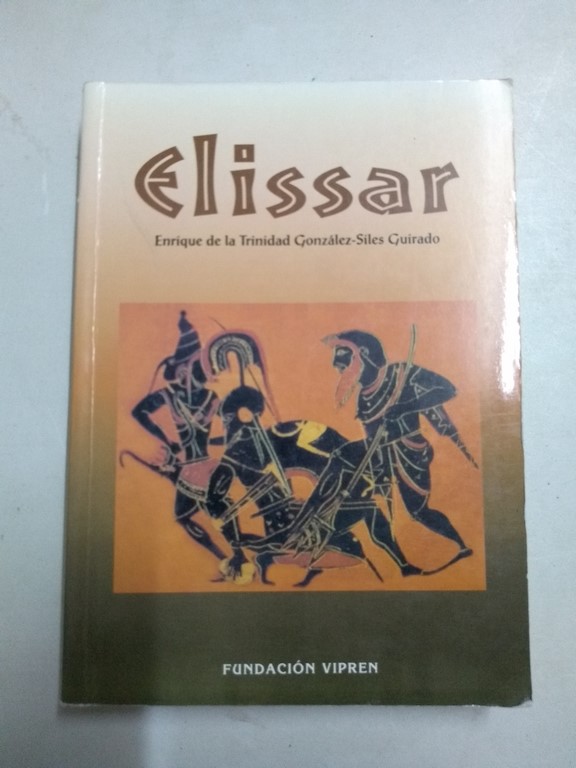 Elissar
Enrique de la Trinidad González-Siles Guirado
FUNDACIÓN VIPREN